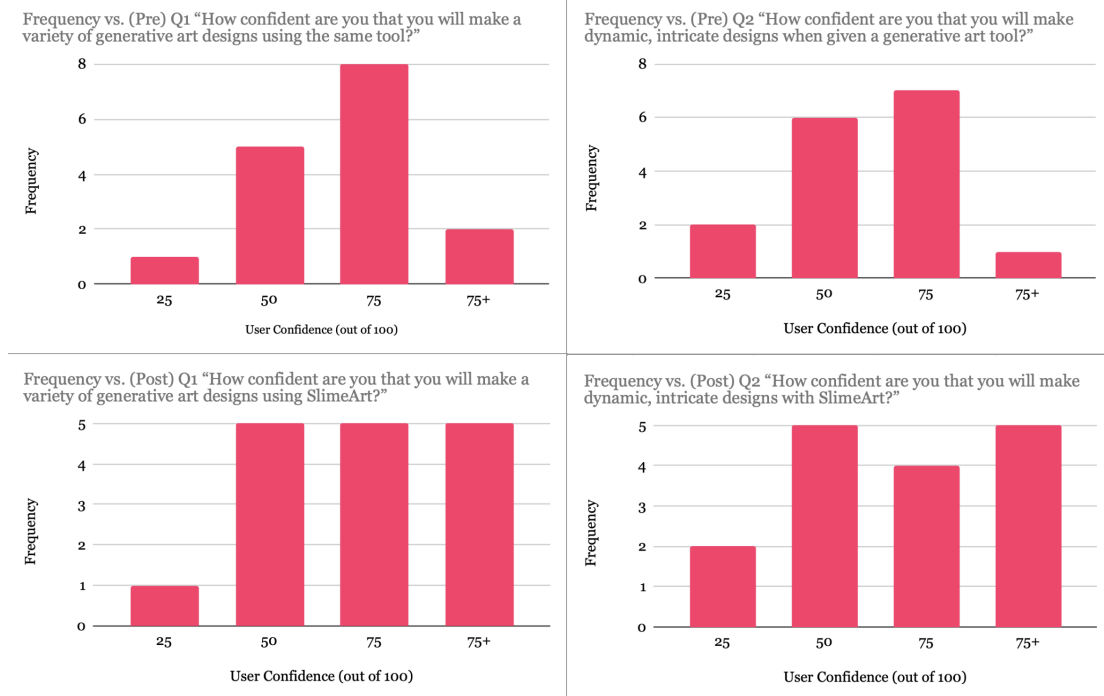 Frequency vs. (Pre) Q1 “How confident are you that you will make a
variety of generative art designs using the same tool?”
8
6
4
2
0
Frequency
25 50 75 75+
User Confidence (out of 100)
Frequency vs. (Pre) Q2 “How confident are you that you will make
dynamic, intricate designs when given a generative art tool?”
8
6
4
2
0
Frequency
25 50 75 75+
User Confidence (out of 100)
Frequency vs. (Post) Q1 “How confident are you that you will make a
variety of generative art designs using SlimeArt?”
5
4
3
2
1
0
Frequency
25 50 75 75+
User Confidence (out of 100)
Frequency vs. (Post) Q2 “How confident are you that you will make
dynamic, intricate designs with SlimeArt?”
5
4
3
2
1
0
Frequency
25 50 75 75+
User Confidence (out of 100)